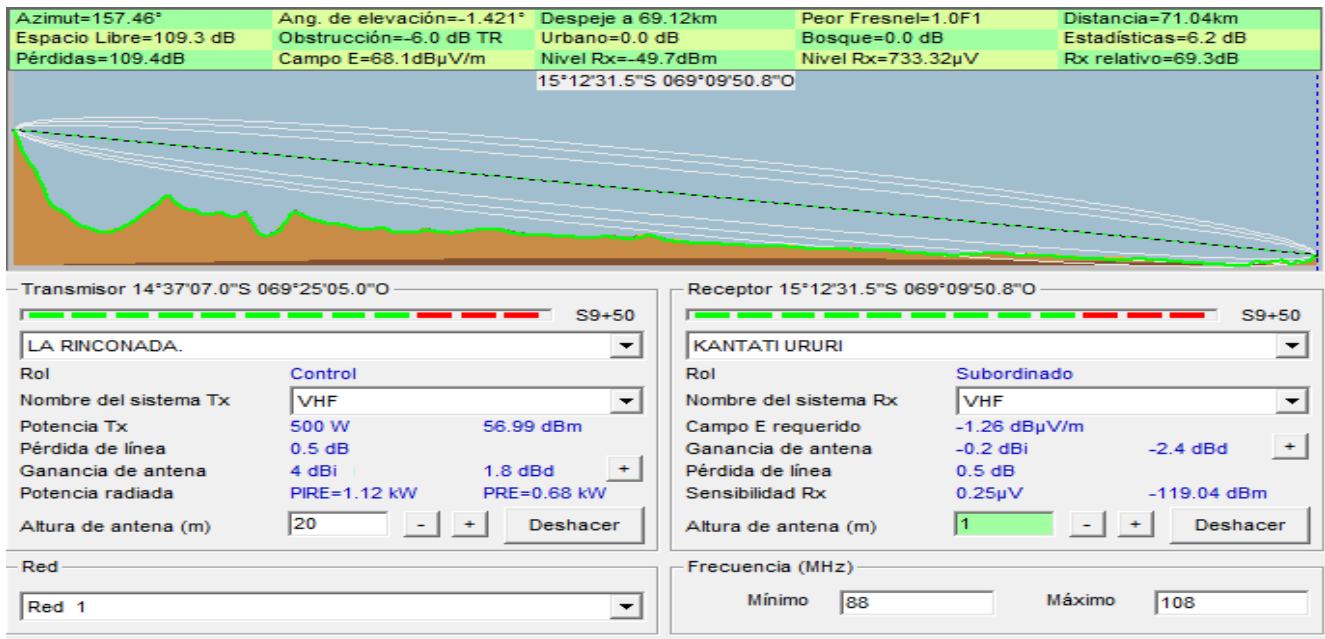 Azimut=157.46° Ang. de elevación=-1.421° Despeje a 69.12km Peor Fresnel=1.0F1 Distancia=71.04km
Espacio Libre=109.3 dB Obstrucción=-6.0 dB TR Urbano=0.0 dB Bosque=0.0 dB Estadísticas=6.2 dB
Pérdidas=109.4dB Campo E=68.1dBµV/m Nivel Rx=-49.7dBm Nivel Rx=733.32µV Rx relativo=69.3dB
15°12'31.5"S 069°09'50.8"O
Transmisor 14°37'07.0"S 069°25'05.0"O
S9+50
LA RINCONADA.
Rol Control
Nombre del sistema Tx VHF
Potencia Tx 500 W 56.99 dBm
Pérdida de línea 0.5 dB
Ganancia de antena 4 dBi 1.8 dBd +
Potencia radiada PIRE=1.12 kW PRE=0.68 kW
Altura de antena (m) 20 - + Deshacer
Receptor 15°12'31.5"S 069°09'50.8"O
S9+50
KANTATI URURI
Rol Subordinado
Nombre del sistema Rx VHF
Campo E requerido -1.26 dBµV/m
Ganancia de antena -0.2 dBi -2.4 dBd +
Pérdida de línea 0.5 dB
Sensibilidad Rx 0.25µV -119.04 dBm
Altura de antena (m) 1 - + Deshacer
Red
Red 1
Frecuencia (MHz)
Mínimo 88 Máximo 108